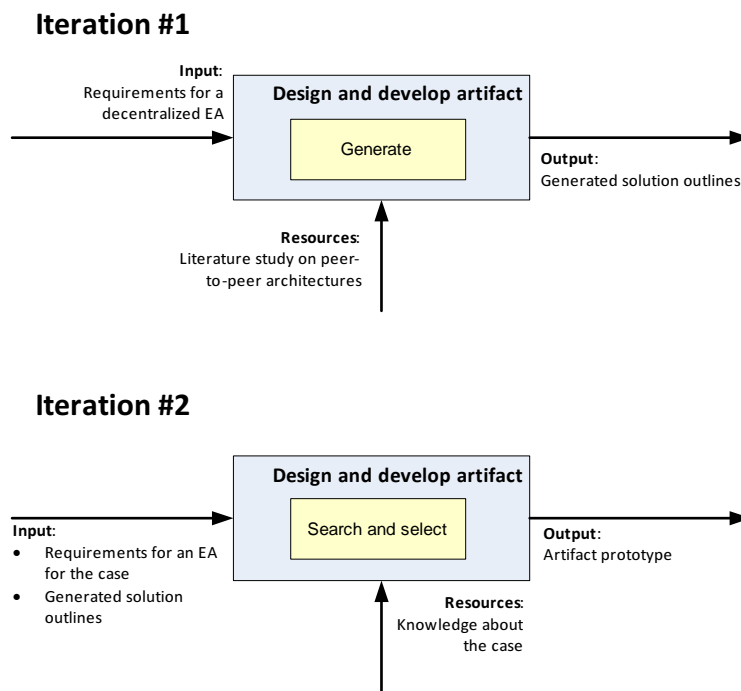 Iteration #1
Input:
Requirements for a
decentralized EA
Design and develop artifact
Generate
Output:
Generated solution outlines
Resources:
Literature study on peer-
to-peer architectures
Iteration #2
Design and develop artifact
Search and select
Input:
• Requirements for an EA
for the case
• Generated solution
outlines
Output:
Artifact prototype
Resources:
Knowledge about
the case